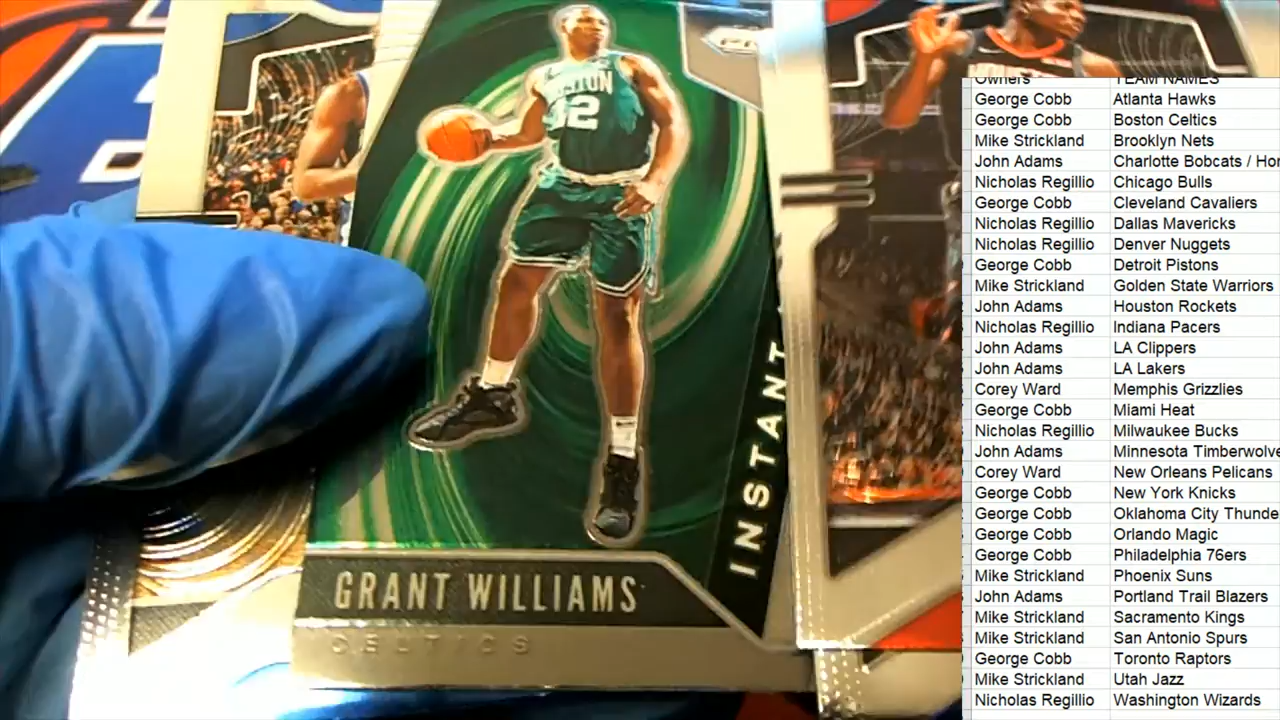 BOSTON
12
INSTANT
GRANT WILLIAMS
CELTICS
Owners TEAM NAMES
George Cobb Atlanta Hawks
George Cobb Boston Celtics
Mike Strickland Brooklyn Nets
John Adams Charlotte Bobcats / Hor
Nicholas Regillio Chicago Bulls
George Cobb Cleveland Cavaliers
Nicholas Regillio Dallas Mavericks
Nicholas Regillio Denver Nuggets
George Cobb Detroit Pistons
Mike Strickland Golden State Warriors
John Adams Houston Rockets
Nicholas Regillio Indiana Pacers
John Adams LA Clippers
John Adams LA Lakers
Corey Ward Memphis Grizzlies
George Cobb Miami Heat
Nicholas Regillio Milwaukee Bucks
John Adams Minnesota Timberwolve
Corey Ward New Orleans Pelicans
George Cobb New York Knicks
George Cobb Oklahoma City Thunde
George Cobb Orlando Magic
George Cobb Philadelphia 76ers
Mike Strickland Phoenix Suns
John Adams Portland Trail Blazers
Mike Strickland Sacramento Kings
Mike Strickland San Antonio Spurs
George Cobb Toronto Raptors
Mike Strickland Utah Jazz
Nicholas Regillio Washington Wizards